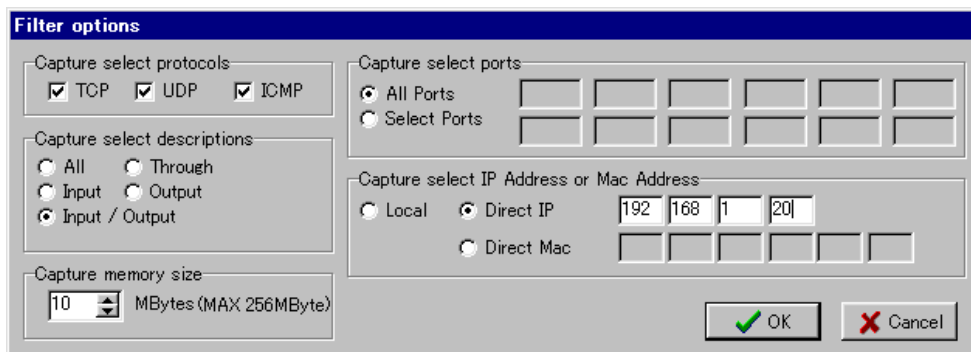 Filter options
Capture select protocols
TCP UDP ICMP
Capture select descriptions
All Through
Input Output
Input / Output
Capture memory size
10 MBytes(MAX 256MByte)
Capture select ports
All Ports
Select Ports
Capture select IP Address or Mac Address
Local Direct IP 192 168 1 20
Direct Mac
OK Cancel